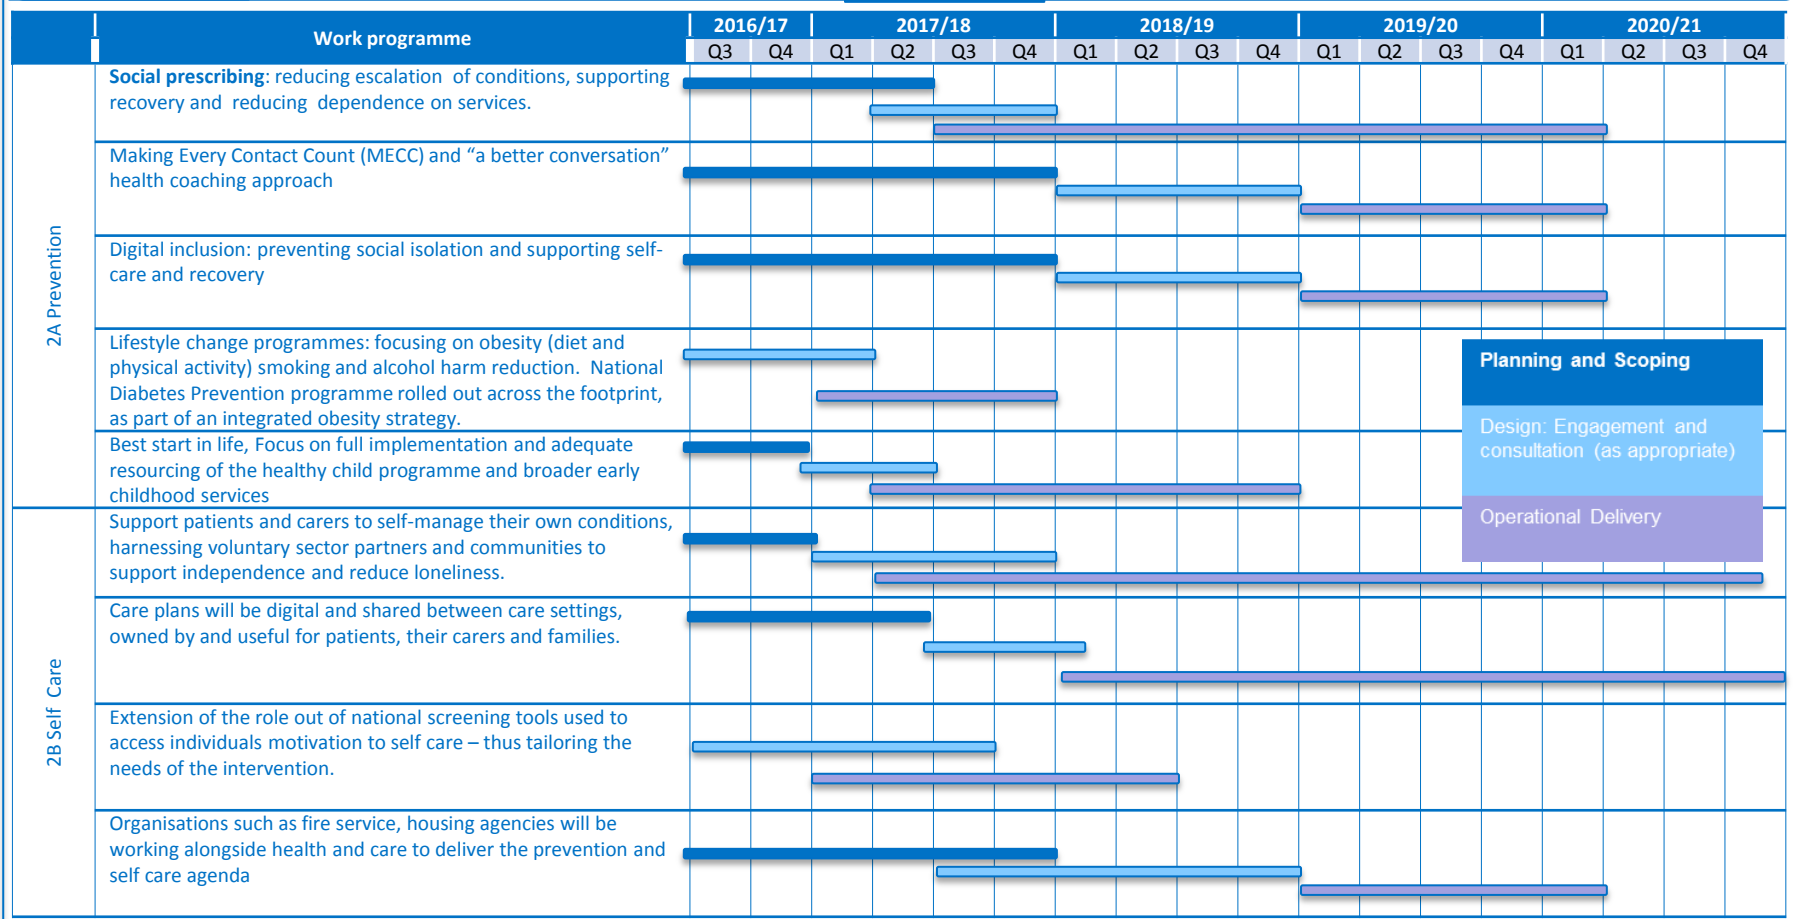 Work programme
2016/17 2017/18 2018/19 2019/20 2020/21
Q3 Q4 Q1 Q2 Q3 Q4 Q1 Q2 Q3 Q4 Q1 Q2 Q3 Q4 Q1 Q2 Q3 Q4
2A Prevention
Social prescribing: reducing escalation of conditions, supporting
recovery and reducing dependence on services.
Making Every Contact Count (MECC) and “a better conversation”
health coaching approach
Digital inclusion: preventing social isolation and supporting self-
care and recovery
Lifestyle change programmes: focusing on obesity (diet and
physical activity) smoking and alcohol harm reduction. National
Diabetes Prevention programme rolled out across the footprint,
as part of an integrated obesity strategy.
Best start in life, Focus on full implementation and adequate
resourcing of the healthy child programme and broader early
childhood services
2B Self Care
Support patients and carers to self-manage their own conditions,
harnessing voluntary sector partners and communities to
support independence and reduce loneliness.
Care plans will be digital and shared between care settings,
owned by and useful for patients, their carers and families.
Extension of the role out of national screening tools used to
access individuals motivation to self care – thus tailoring the
needs of the intervention.
Organisations such as fire service, housing agencies will be
working alongside health and care to deliver the prevention and
self care agenda
Planning and Scoping
Design: Engagement and
consultation (as appropriate)
Operational Delivery